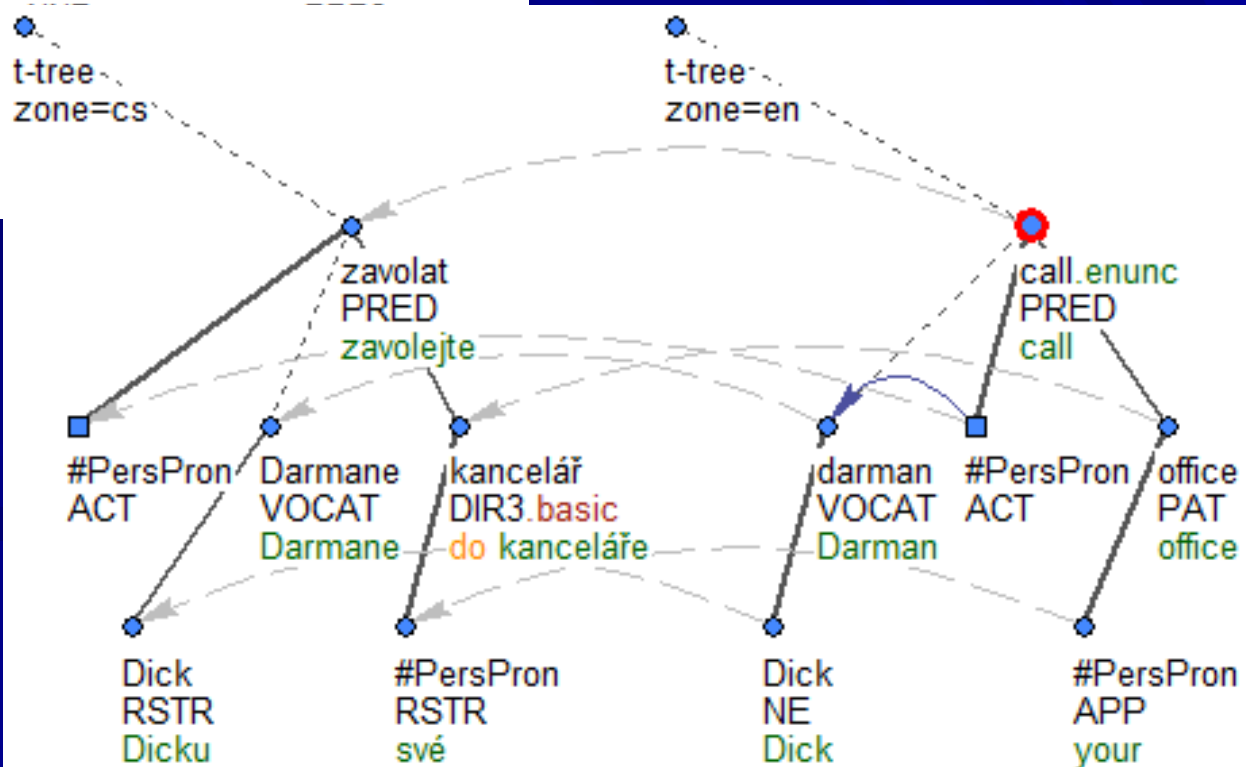 t-tree
zone=cs
t-tree
zone=en
zavolat
PRED
zavolejte
call.enunc
PRED
call
#PersPron
ACT
Darmane
VOCAT
Darmane
kancelář
DIR3.basic
do kanceláře
darman
VOCAT
Darman
#PersPron
ACT
office
PAT
office
Dick
RSTR
Dicku
#PersPron
RSTR
své
Dick
NE
Dick
#PersPron
APP
your